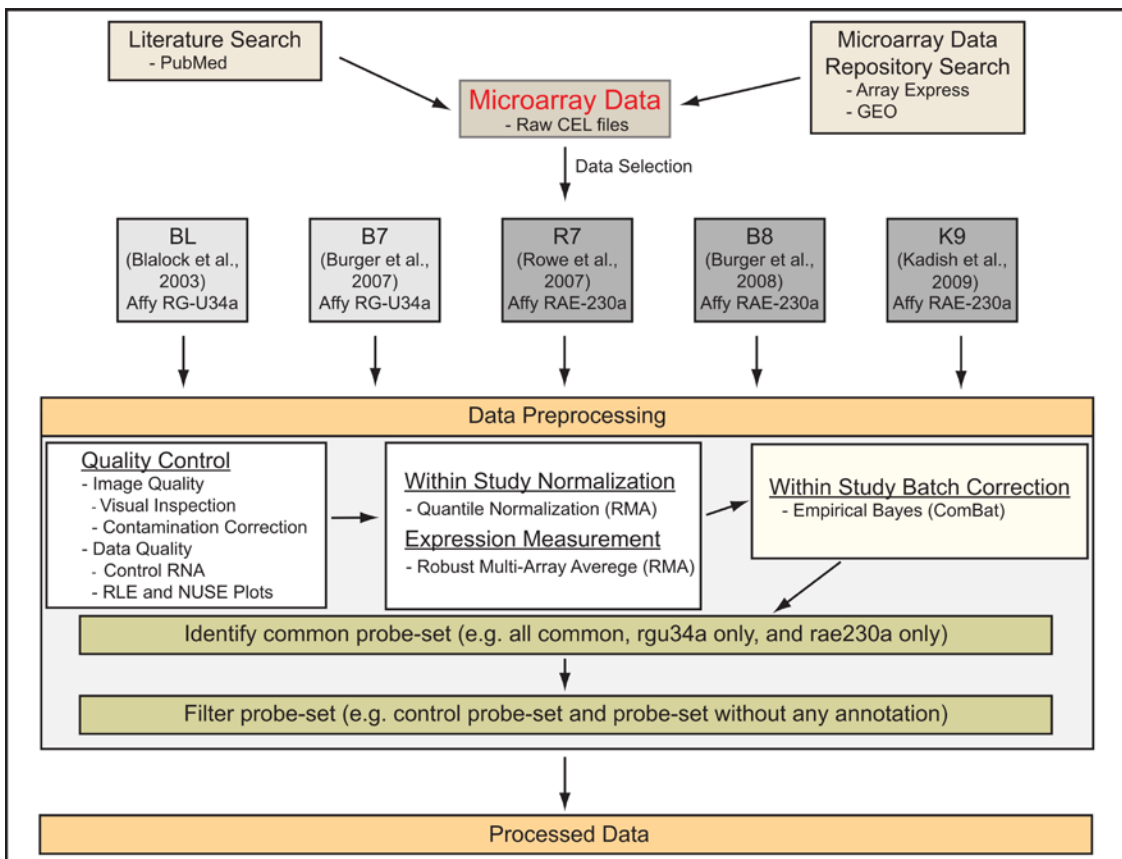 Literature Search
- PubMed
Microarray Data
Repository Search
- Array Express
- GEO
Microarray Data
- Raw CEL files
Data Selection
BL
(Blalock et al.,
2003)
Affy RG-U34a
B7
(Burger et al.,
2007)
Affy RG-U34a
R7
(Rowe et al.,
2007)
Affy RAE-230a
B8
(Burger et al.,
2008)
Affy RAE-230a
K9
(Kadish et al.,
2009)
Affy RAE-230a
Data Preprocessing
Quality Control
- Image Quality
- Visual Inspection
- Contamination Correction
- Data Quality
- Control RNA
- RLE and NUSE Plots
Within Study Normalization
- Quantile Normalization (RMA)
Expression Measurement
- Robust Multi-Array Averege (RMA)
Within Study Batch Correction
- Empirical Bayes (ComBat)
Identify common probe-set (e.g. all common, rgu34a only, and rae230a only)
Filter probe-set (e.g. control probe-set and probe-set without any annotation)
Processed Data